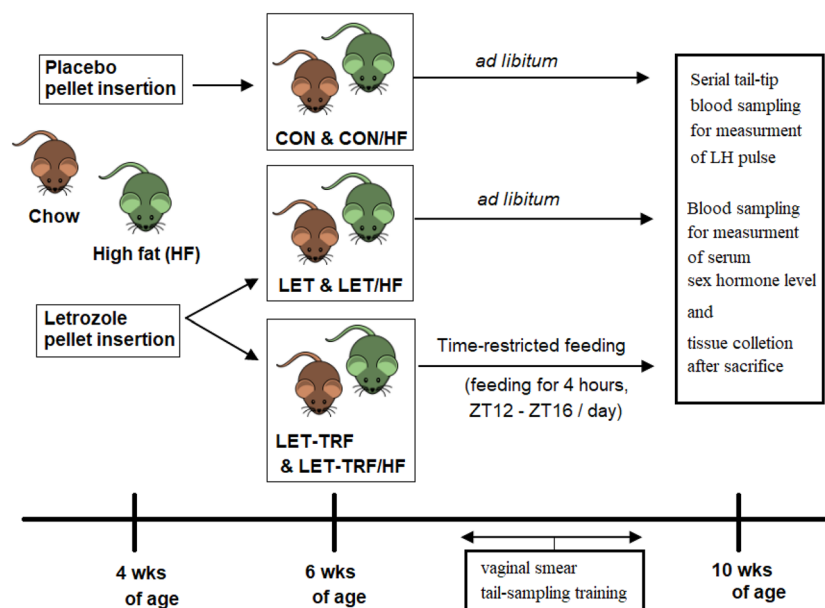 Placebo
pellet insertion
CON & CON/HF
ad libitum
Chow
High fat (HF)
LET & LET/HF
ad libitum
Letrozole
pellet insertion
LET-TRF
& LET-TRF/HF
Time-restricted feeding
(feeding for 4 hours,
ZT12 - ZT16 / day)
Serial tail-tip
blood sampling
for measurment
of LH pulse
Blood sampling
for measurment
of serum
sex hormone level
and
tissue colletion
after sacrifice
4 wks
of age
6 wks
of age
vaginal smear
tail-sampling training
10 wks
of age